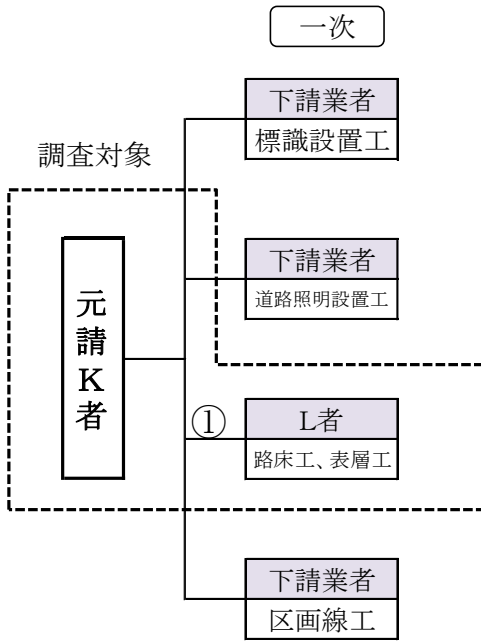 一次
下請業者
標識設置工
調査対象
下請業者
道路照明設置工
元請K者
①
L者
路床工、表層工
下請業者
区画線工